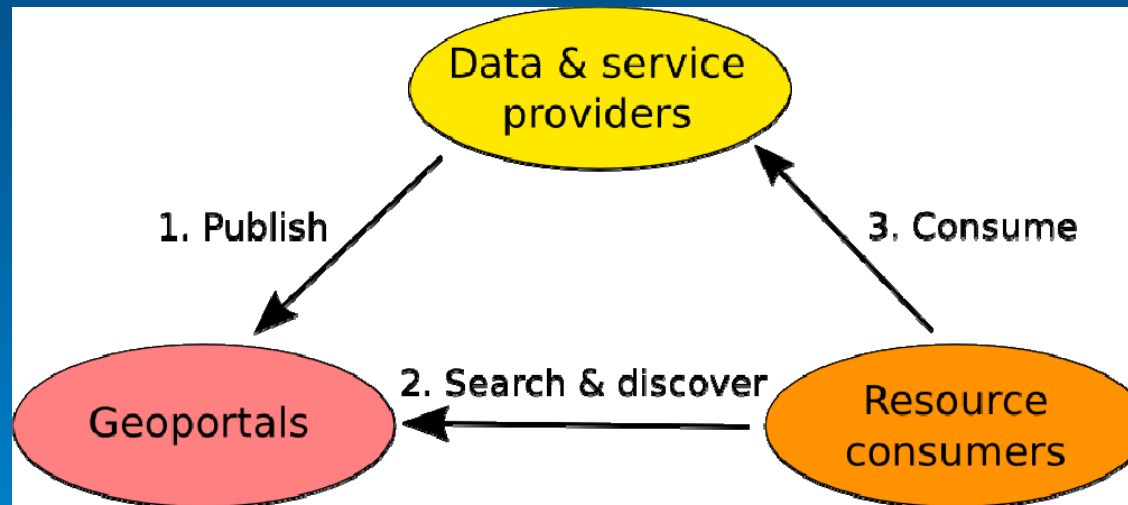 Data & service
providers
1. Publish
3. Consume
2. Search & discover
Geoportals
Resource
consumers